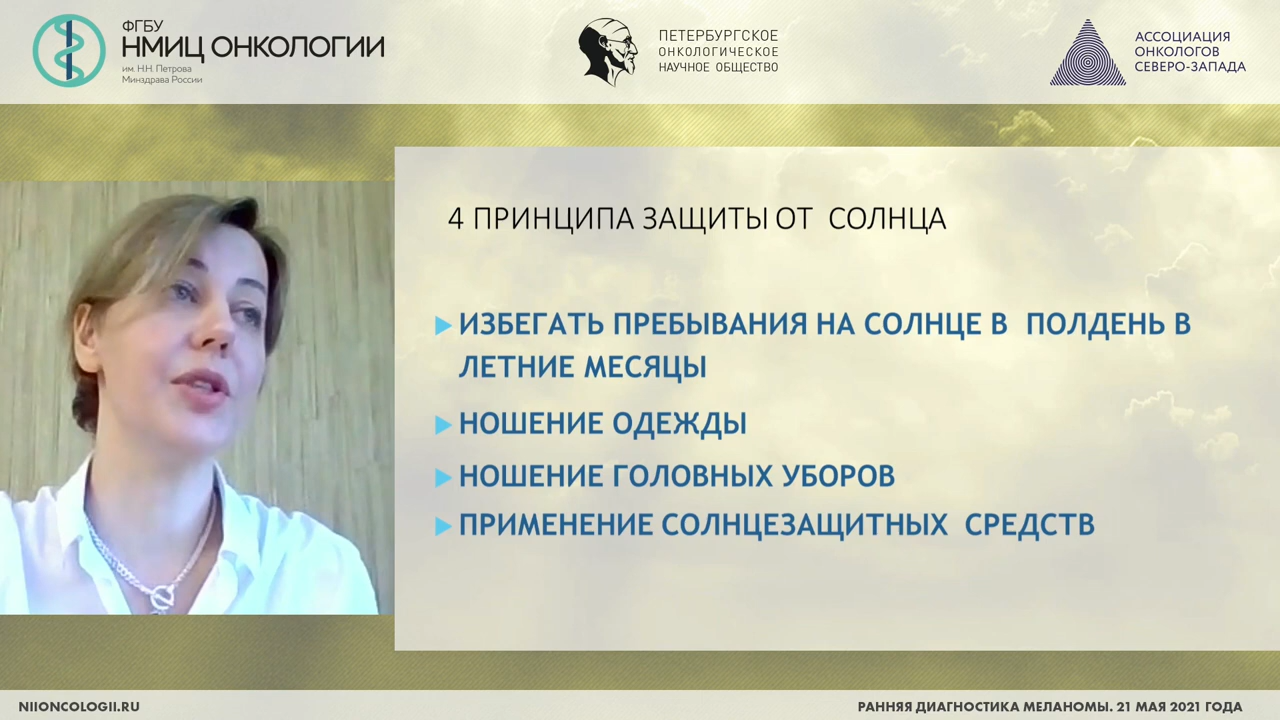 ФГБУ
НМИЦ ОНКОЛОГИИ
им. Н.Н. Петрова
Минздрава России
ПЕТЕРБУРГСКОЕ
ОНКОЛОГИЧЕСКОЕ
НАУЧНОЕ ОБЩЕСТВО
АССОЦИАЦИЯ
ОНКОЛОГОВ
СЕВЕРО-ЗАПАДА
4 ПРИНЦИПА ЗАЩИТЫ ОТ СОЛНЦА
ИЗБЕГАТЬ ПРЕБЫВАНИЯ НА СОЛНЦЕ В ПОЛДЕНЬ В
ЛЕТНИЕ МЕСЯЦЫ
НОШЕНИЕ ОДЕЖДЫ
НОШЕНИЕ ГОЛОВНЫХ УБОРОВ
ПРИМЕНЕНИЕ СОЛНЦЕЗАЩИТНЫХ СРЕДСТВ
NIIONCOLOGII.RU
РАННЯЯ ДИАГНОСТИКА МЕЛАНОМЫ. 21 МАЯ 2021 ГОДА